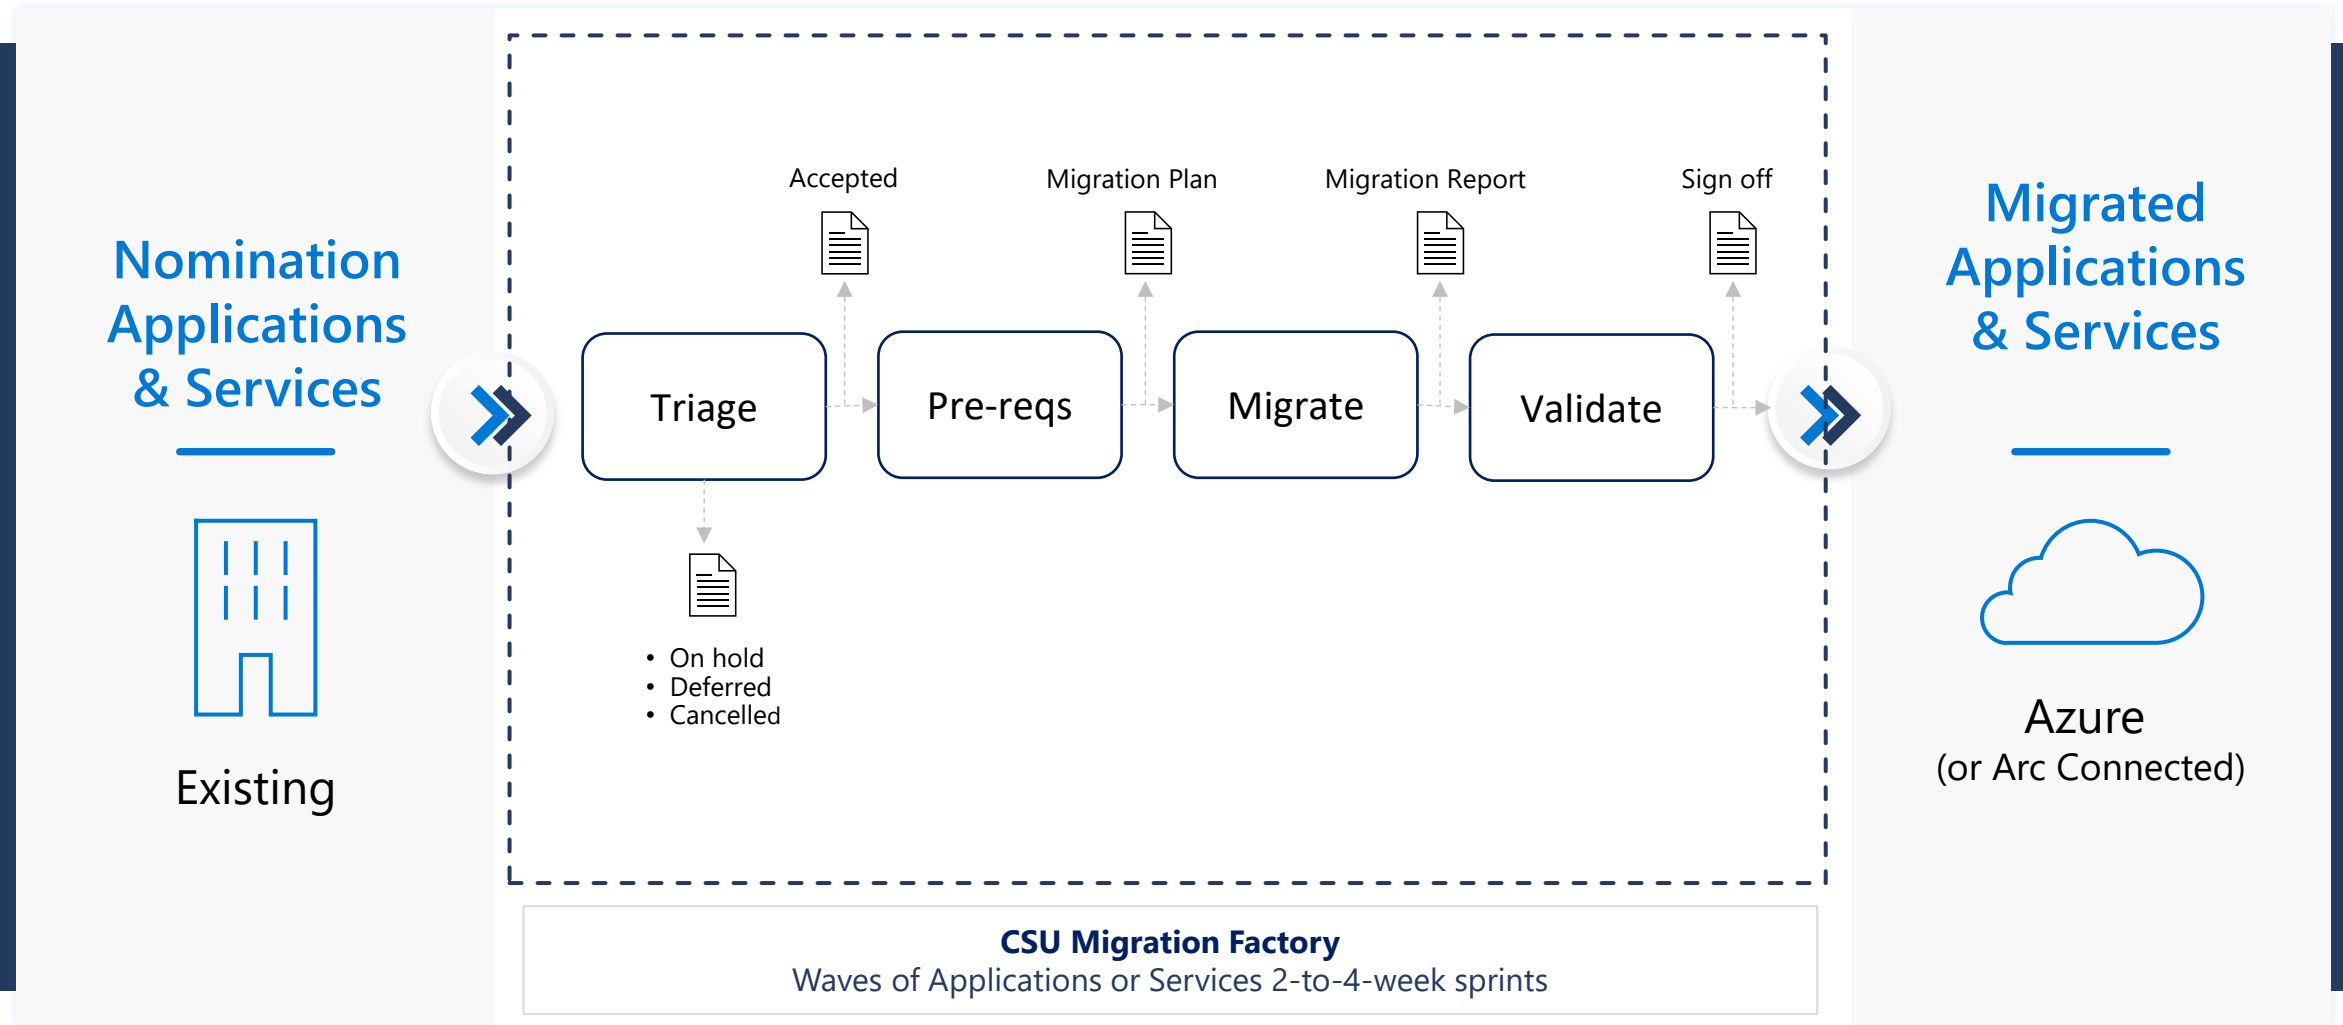 Nomination
Applications
& Services
Existing
Accepted
Migration Plan
Migration Report
Sign off
Triage
Pre-reqs
Migrate
Validate
• On hold
• Deferred
• Cancelled
CSU Migration Factory
Waves of Applications or Services 2-to-4-week sprints
Migrated
Applications
& Services
Azure
(or Arc Connected)